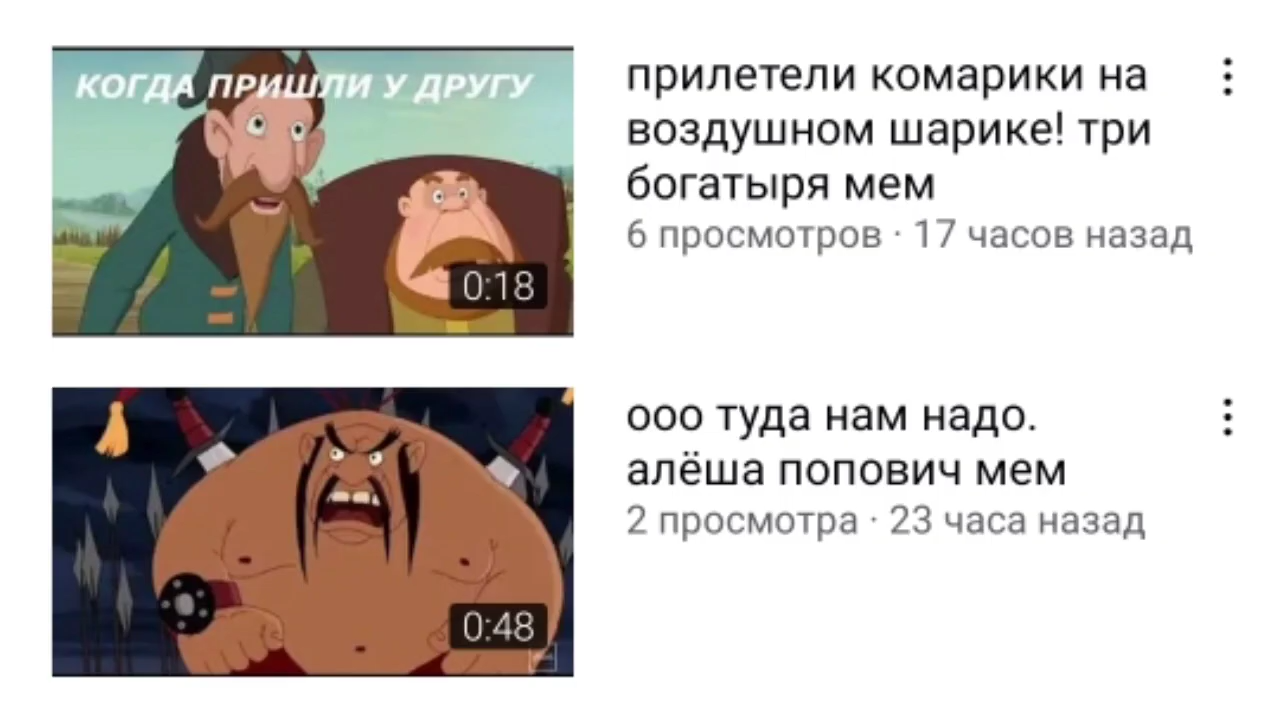 КОГДА ПРИШЛИ У ДРУГУ
0:18
прилетели комарики на
воздушном шарике! три
богатыря мем
6 просмотров · 17 часов назад
0:48
ооо туда нам надо.
алёша попович мем
2 просмотра · 23 часа назад